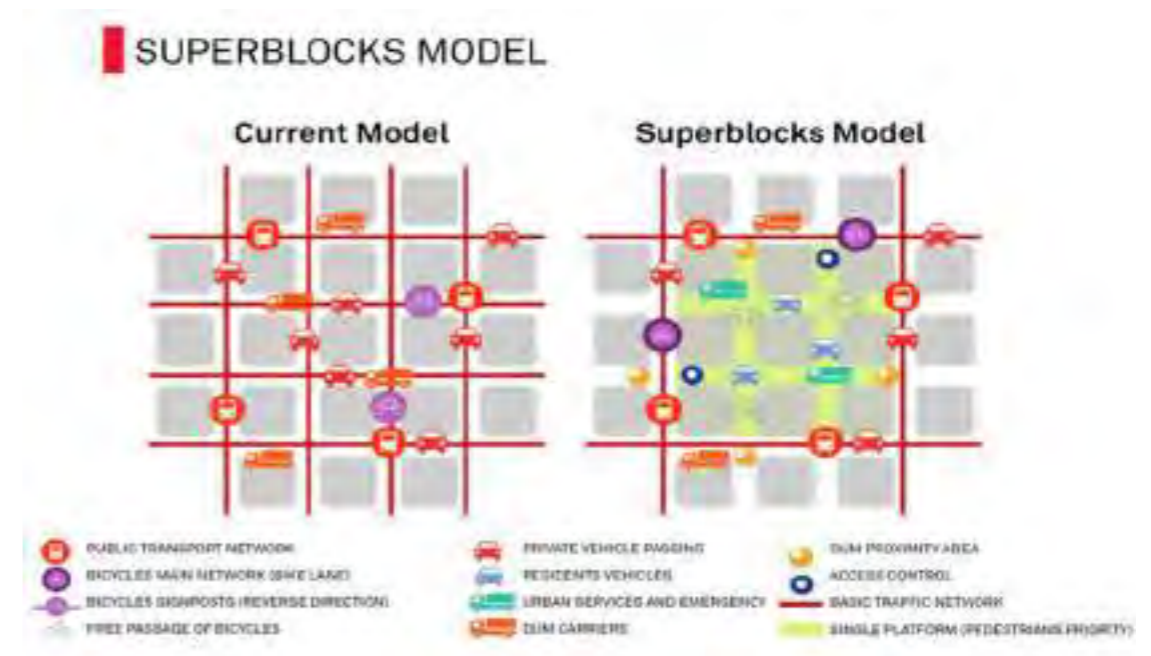 SUPERBLOCKS MODEL
Current Model
Superblocks Model
PUBLIC TRANSPORT NETWORK
BICYCLES MAIN NETWORK (BIKE LANE)
BICYCLES SIGNPOSTS (REVERSE DIRECTION)
FREE PASSAGE OF BICYCLES
PRIVATE VEHICLE PASSING
RESIDENTS VEHICLES
URBAN SERVICES AND EMERGENCY
DUM CARRIERS
DUM PROXIMITY AREA
ACCESS CONTROL
BASIC TRAFFIC NETWORK
SINGLE PLATFORM (PEDESTRIANS PRIORITY)